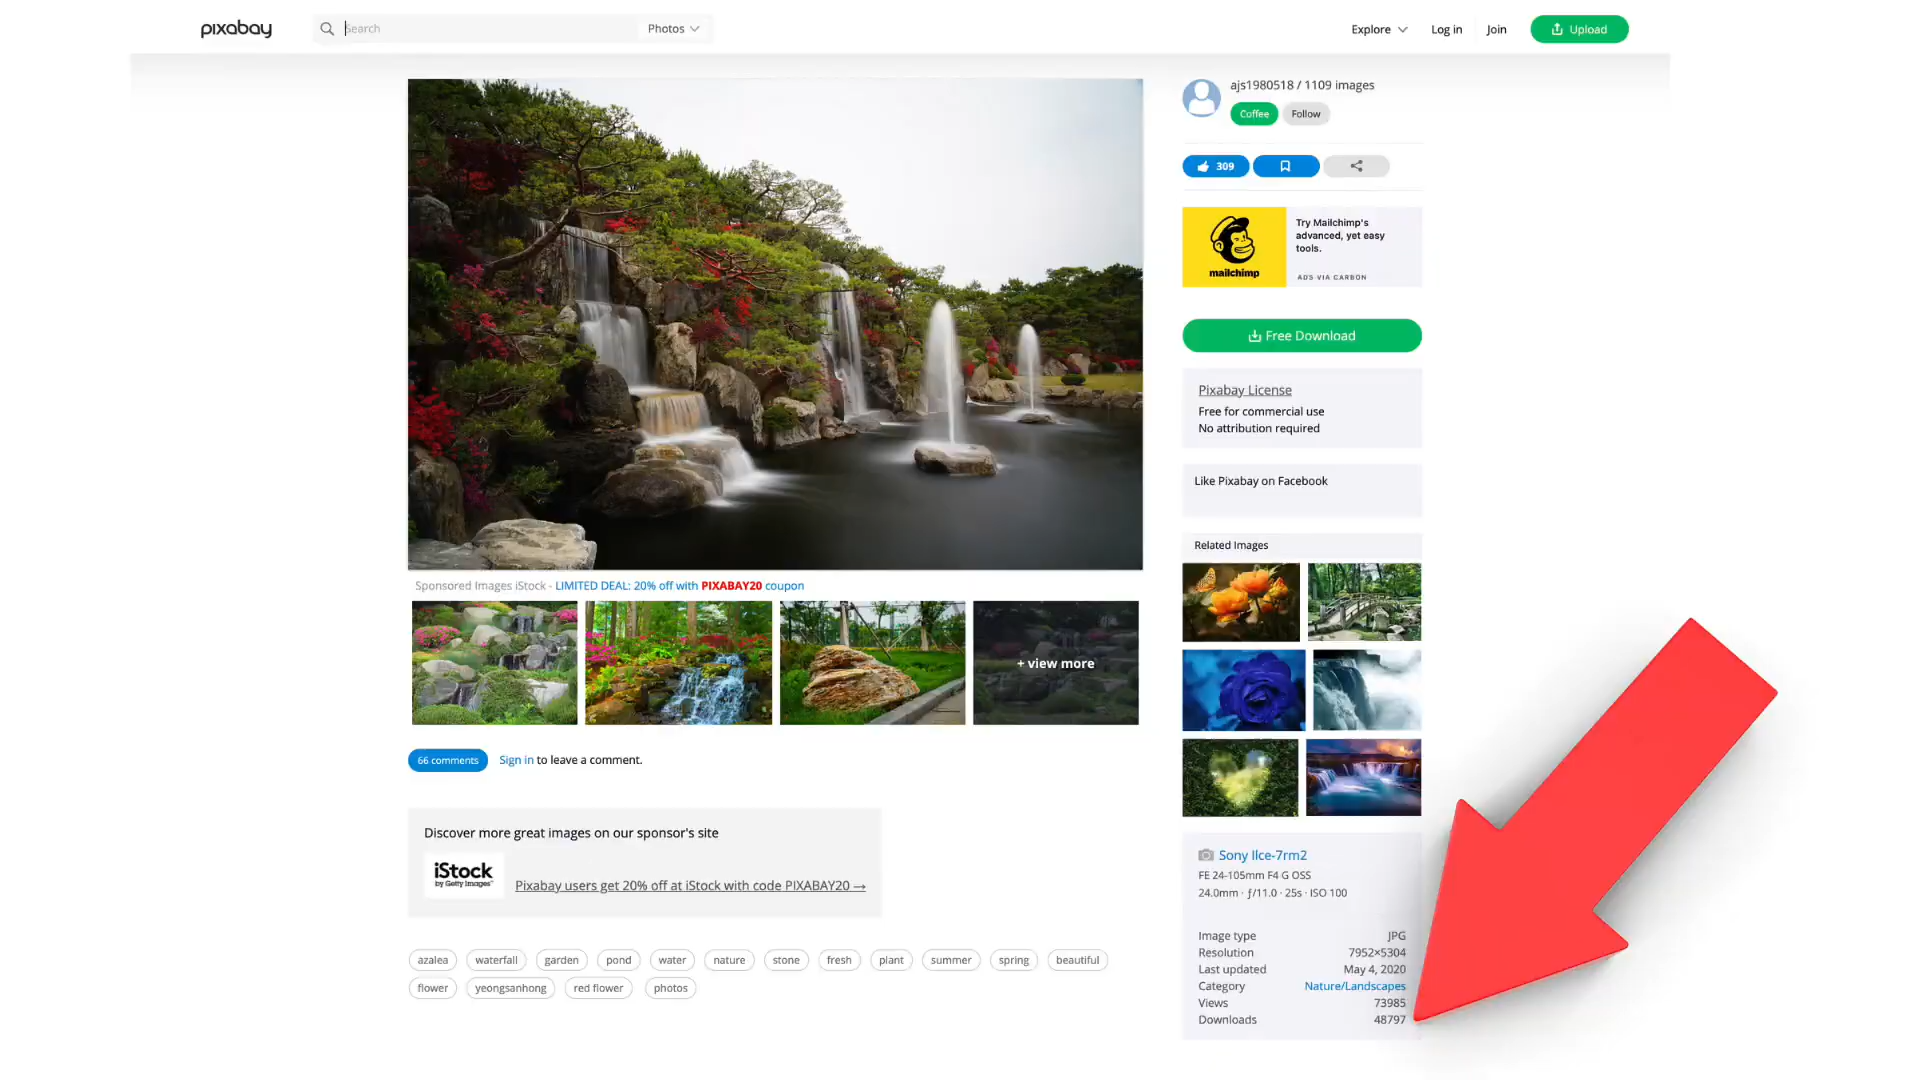 pixabay
Search
Photos
Explore
Log in
Join
Upload
ajs1980518 / 1109 images
Coffee
Follow
309
mailchimp
Try Mailchimp's
advanced, yet easy
tools.
ADS VIA CARBON
Free Download
Pixabay License
Free for commercial use
No attribution required
Like Pixabay on Facebook
Related Images
Sponsored Images iStock - LIMITED DEAL: 20% off with PIXABAY20 coupon
+ view more
66 comments
Sign in to leave a comment.
Discover more great images on our sponsor's site
iStock
by Getty Images™
Pixabay users get 20% off at iStock with code PIXABAY20 →
azalea waterfall garden pond water nature stone fresh plant summer spring beautiful
flower yeongsanhong red flower photos
Sony Ilce-7rm2
FE 24-105mm F4 G OSS
24.0mm · ƒ/11.0 · 25s · ISO 100
Image type JPG
Resolution 7952×5304
Last updated May 4, 2020
Category Nature/Landscapes
Views 73985
Downloads 48797